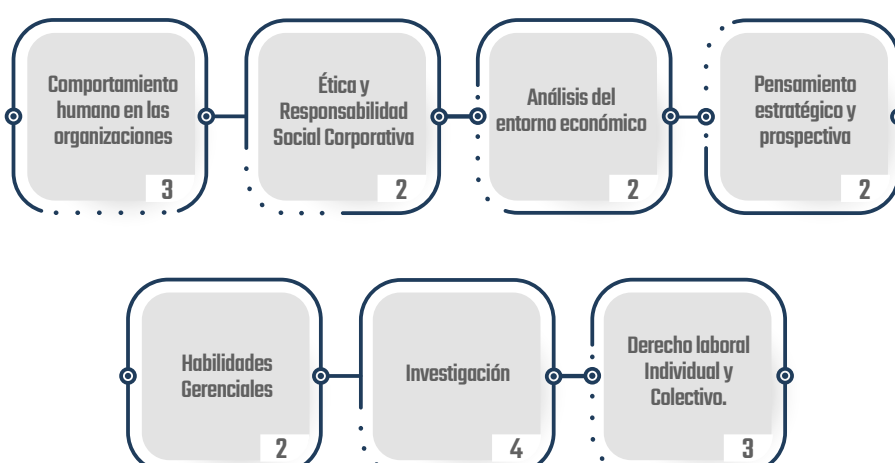 Comportamiento
humano en las
organizaciones
3
Ética y
Responsabilidad
Social Corporativa
2
Análisis del
entorno económico
2
Pensamiento
estratégico y
prospectiva
2
Habilidades
Gerenciales
2
Investigación
4
Derecho laboral
Individual y
Colectivo.
3